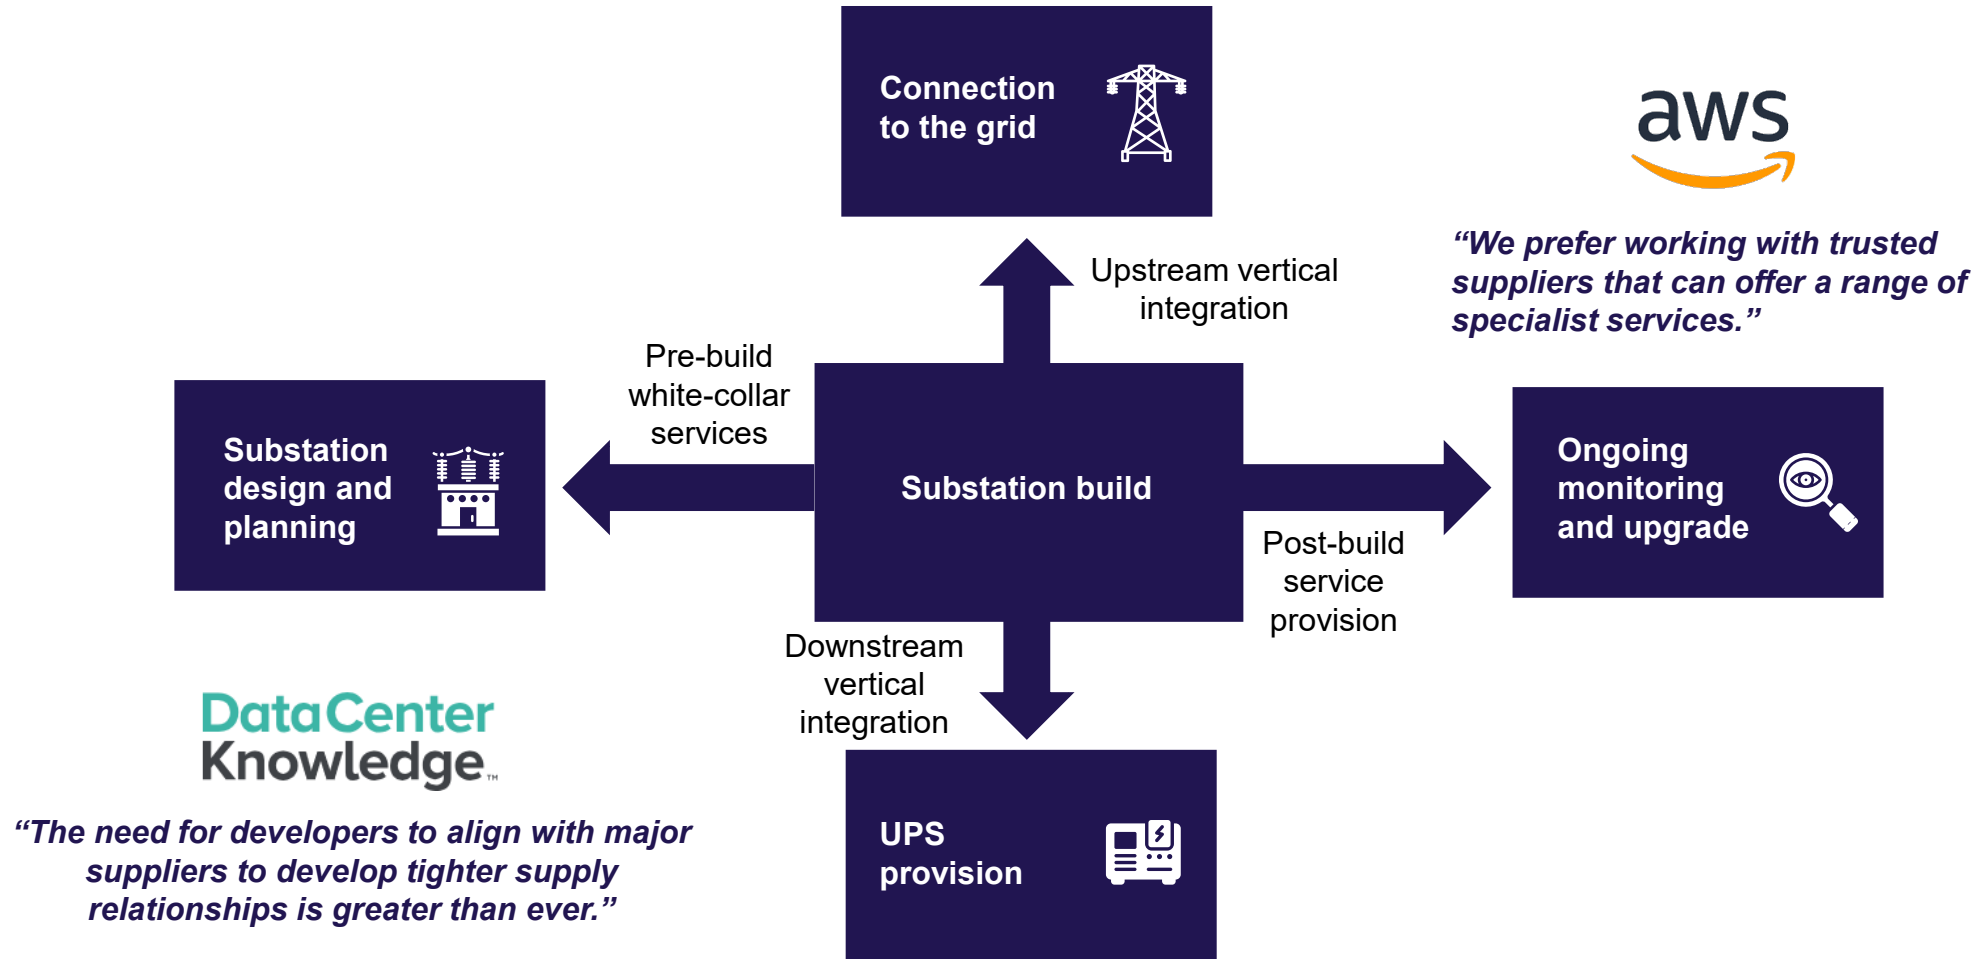 Connection
to the grid
aws
“We prefer working with trusted
suppliers that can offer a range of
specialist services.”
Upstream vertical
integration
Pre-build
white-collar
services
Substation
design and
planning
Substation build
Ongoing
monitoring
and upgrade
Post-build
service
provision
Downstream
vertical
integration
DataCenter
Knowledge™
“The need for developers to align with major
suppliers to develop tighter supply
relationships is greater than ever.”
UPS
provision